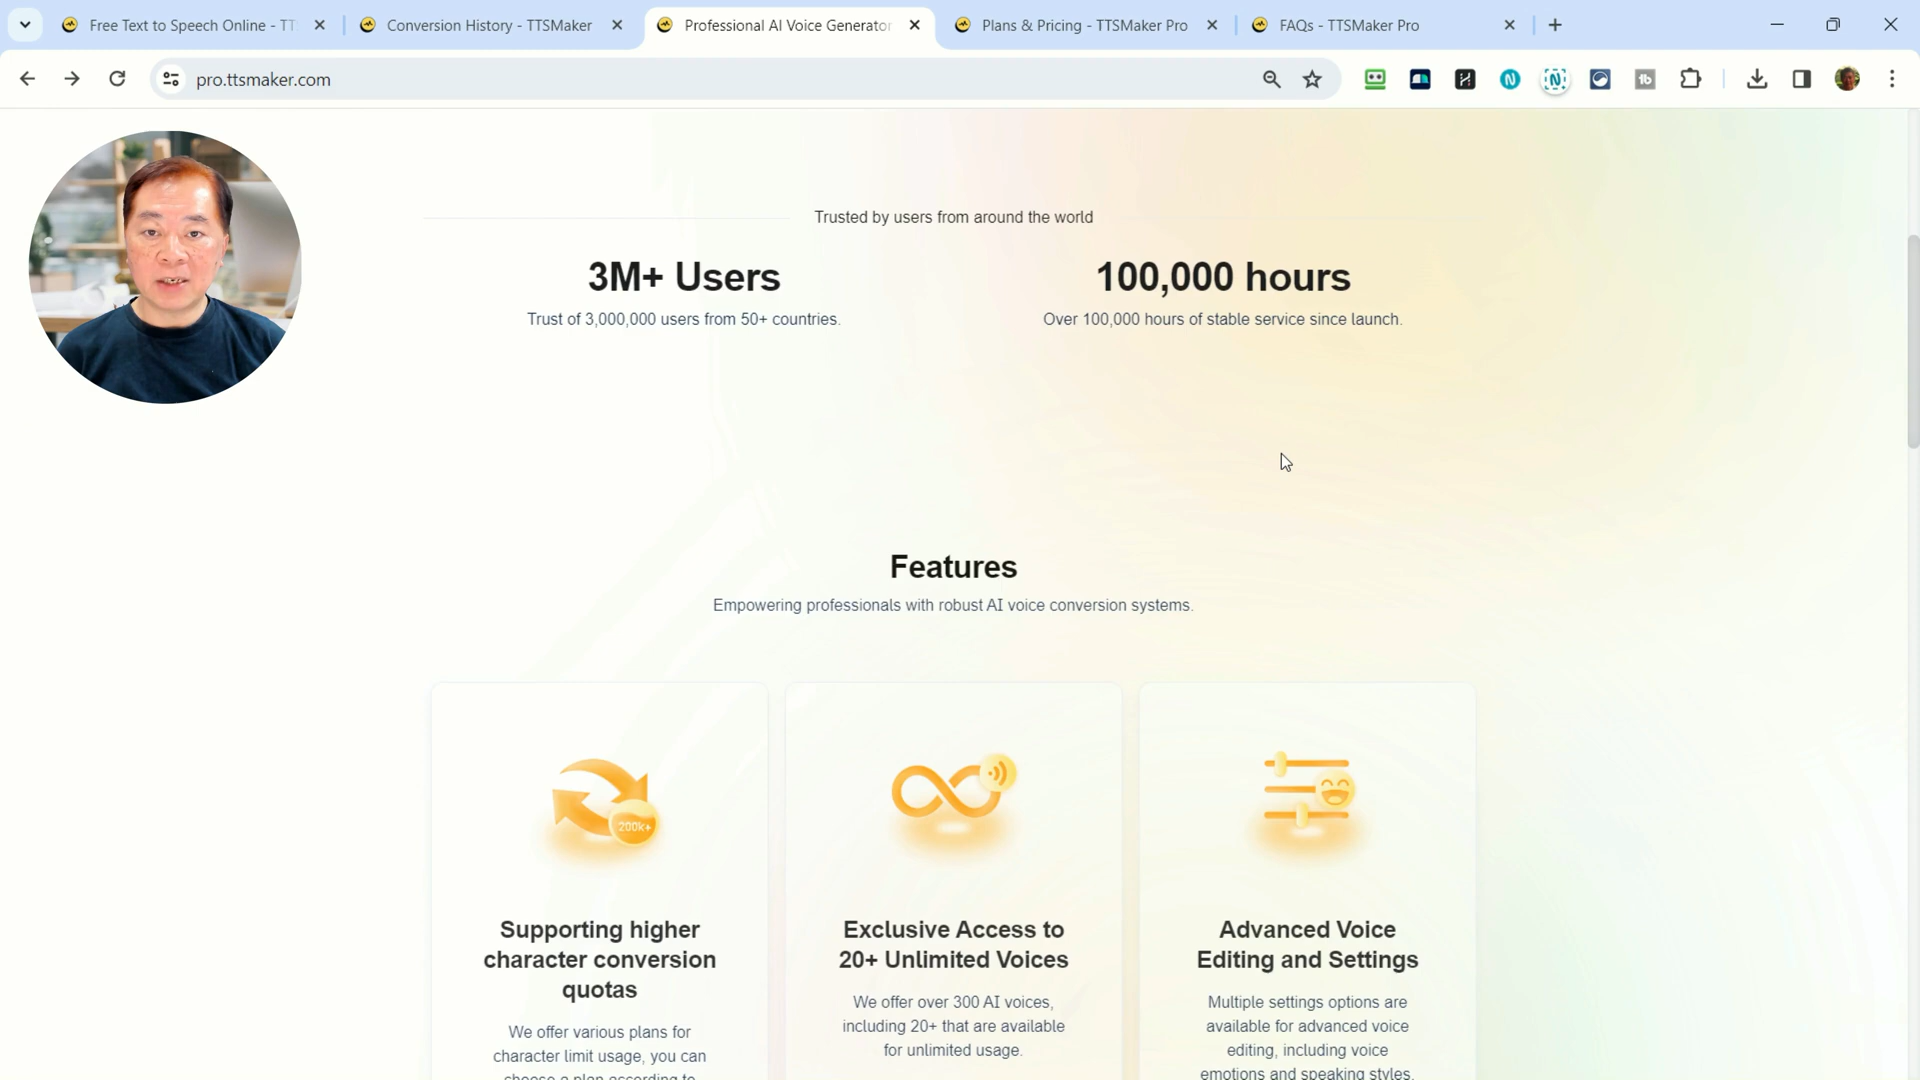 Free Text to Speech Online - TT
Conversion History - TTSMaker
Professional AI Voice Generator
Plans & Pricing - TTSMaker Pro
FAQs - TTSMaker Pro
pro.ttsmaker.com
Trusted by users from around the world
3M+ Users
100,000 hours
Trust of 3,000,000 users from 50+ countries.
Over 100,000 hours of stable service since launch.
Features
Empowering professionals with robust AI voice conversion systems.
200k+
Supporting higher
character conversion
quotas
We offer various plans for
character limit usage, you can
choose a plan according to
Exclusive Access to
20+ Unlimited Voices
We offer over 300 AI voices,
including 20+ that are available
for unlimited usage.
Advanced Voice
Editing and Settings
Multiple settings options are
available for advanced voice
editing, including voice
emotions and speaking styles.